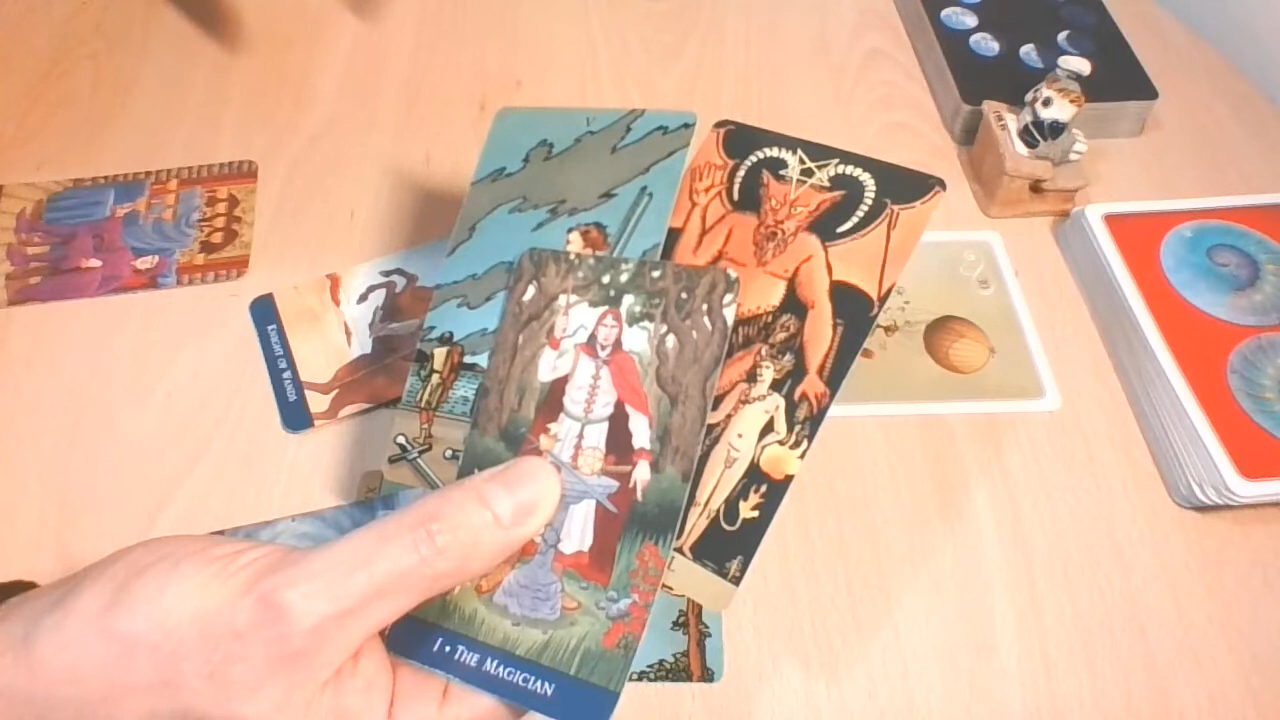 V
KNIGHT OF WANDS
I • THE MAGICIAN